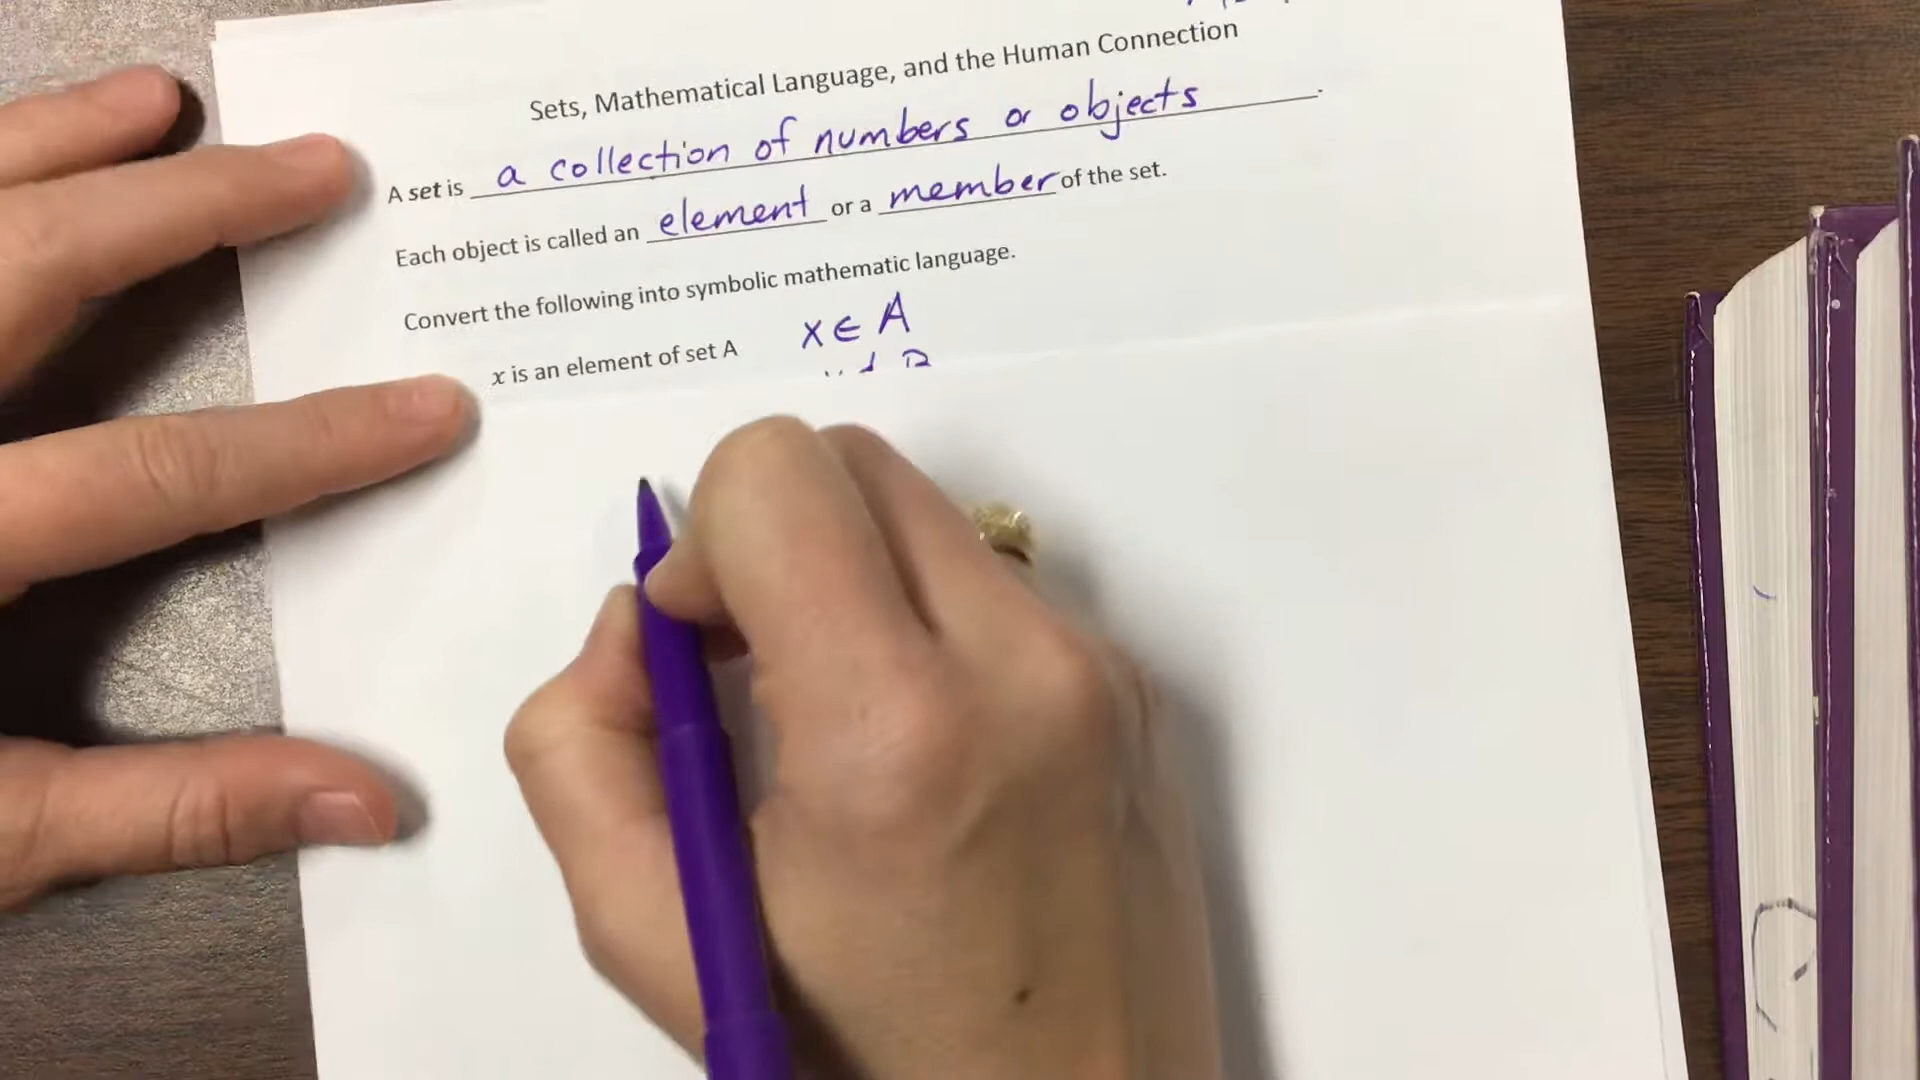 Sets, Mathematical Language, and the Human Connection
A set is a collection of numbers or objects.
Each object is called an element or a member of the set.
Convert the following into symbolic mathematic language.
x is an element of set A x ∈ A